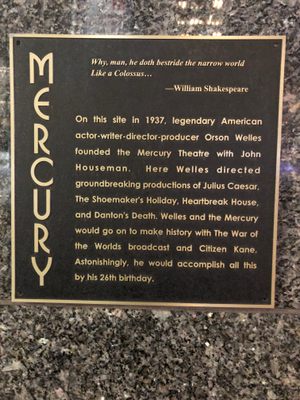 MERCURY
Why, man, he doth bestride the narrow world
Like a Colossus...
—William Shakespeare
On this site in 1937, legendary American
actor-writer-director-producer Orson Welles
founded the Mercury Theatre with John
Houseman. Here Welles directed
groundbreaking productions of Julius Caesar,
The Shoemaker's Holiday, Heartbreak House,
and Danton's Death. Welles and the Mercury
would go on to make history with The War of
the Worlds broadcast and Citizen Kane.
Astonishingly, he would accomplish all this
by his 26th birthday.